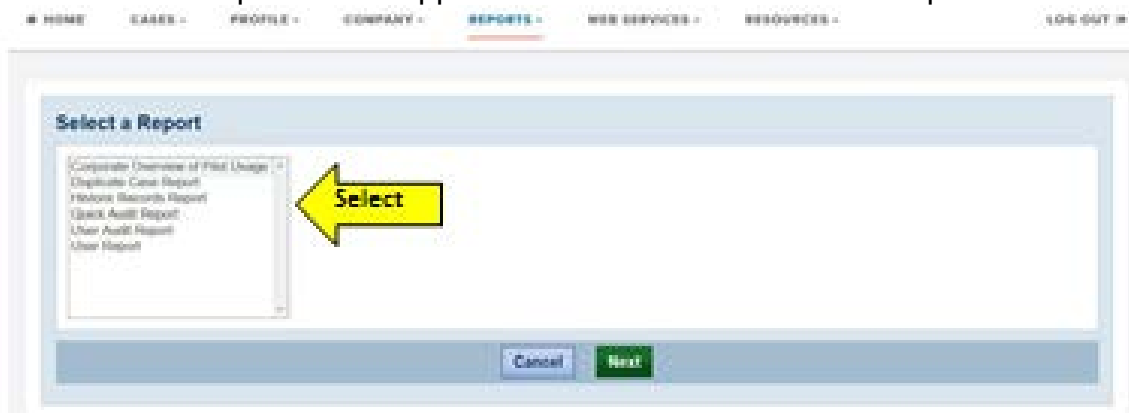 HOME CASES PROFILE COMPANY REPORTS WEB SERVICES RESOURCES LOG OUT
Select a Report
Corporate Overview of Pilot Usage
Duplicate Case Report
Historic Records Report
Quick Audit Report
User Audit Report
User Report
Select
Cancel Next